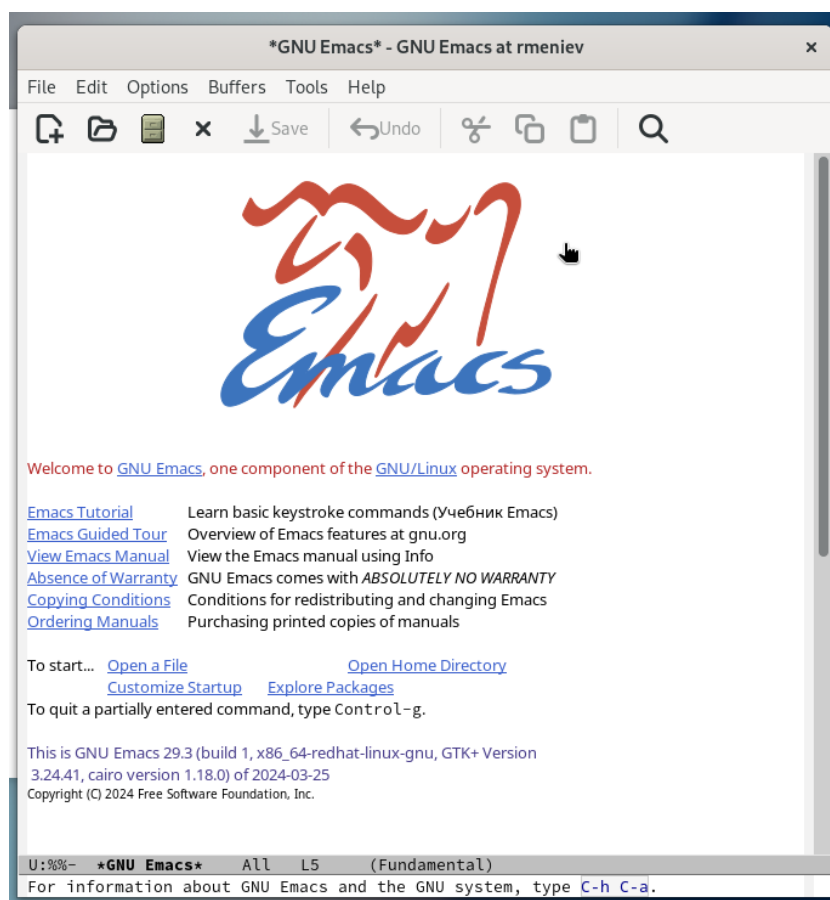 *GNU Emacs* - GNU Emacs at rmeniev
File Edit Options Buffers Tools Help
Save Undo
Emacs
Welcome to GNU Emacs, one component of the GNU/Linux operating system.
Emacs Tutorial Learn basic keystroke commands (Учебник Emacs)
Emacs Guided Tour Overview of Emacs features at gnu.org
View Emacs Manual View the Emacs manual using Info
Absence of Warranty GNU Emacs comes with ABSOLUTELY NO WARRANTY
Copying Conditions Conditions for redistributing and changing Emacs
Ordering Manuals Purchasing printed copies of manuals
To start... Open a File Open Home Directory
Customize Startup Explore Packages
To quit a partially entered command, type Control-g.
This is GNU Emacs 29.3 (build 1, x86_64-redhat-linux-gnu, GTK+ Version
3.24.41, cairo version 1.18.0) of 2024-03-25
Copyright (C) 2024 Free Software Foundation, Inc.
U:%%- *GNU Emacs* All L5 (Fundamental)
For information about GNU Emacs and the GNU system, type C-h C-a.